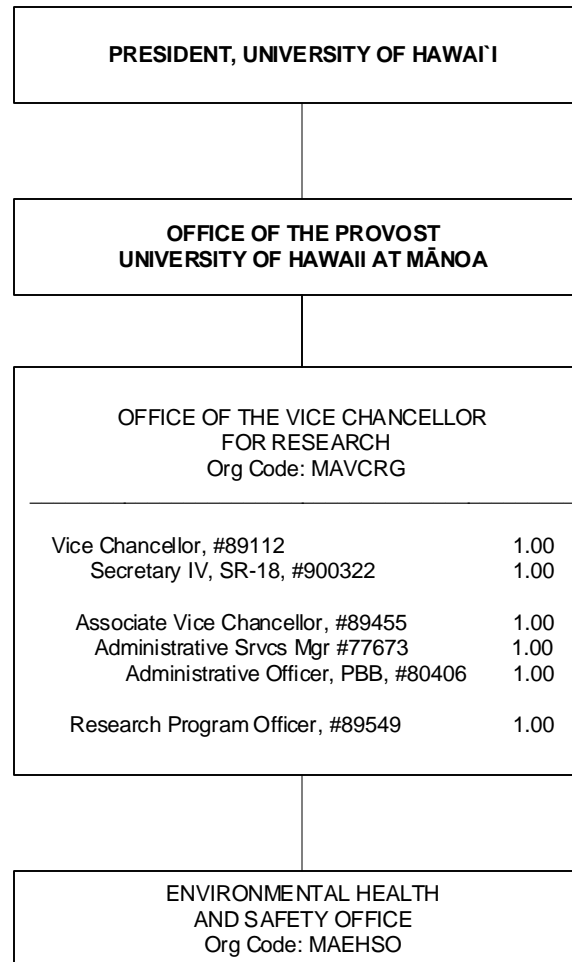 PRESIDENT, UNIVERSITY OF HAWAI`I
OFFICE OF THE PROVOST
UNIVERSITY OF HAWAII AT MĀNOA
OFFICE OF THE VICE CHANCELLOR
FOR RESEARCH
Org Code: MAVCRG
Vice Chancellor, #89112 1.00
Secretary IV, SR-18, #900322 1.00
Associate Vice Chancellor, #89455 1.00
Administrative Srvcs Mgr #77673 1.00
Administrative Officer, PBB, #80406 1.00
Research Program Officer, #89549 1.00
ENVIRONMENTAL HEALTH
AND SAFETY OFFICE
Org Code: MAEHSO